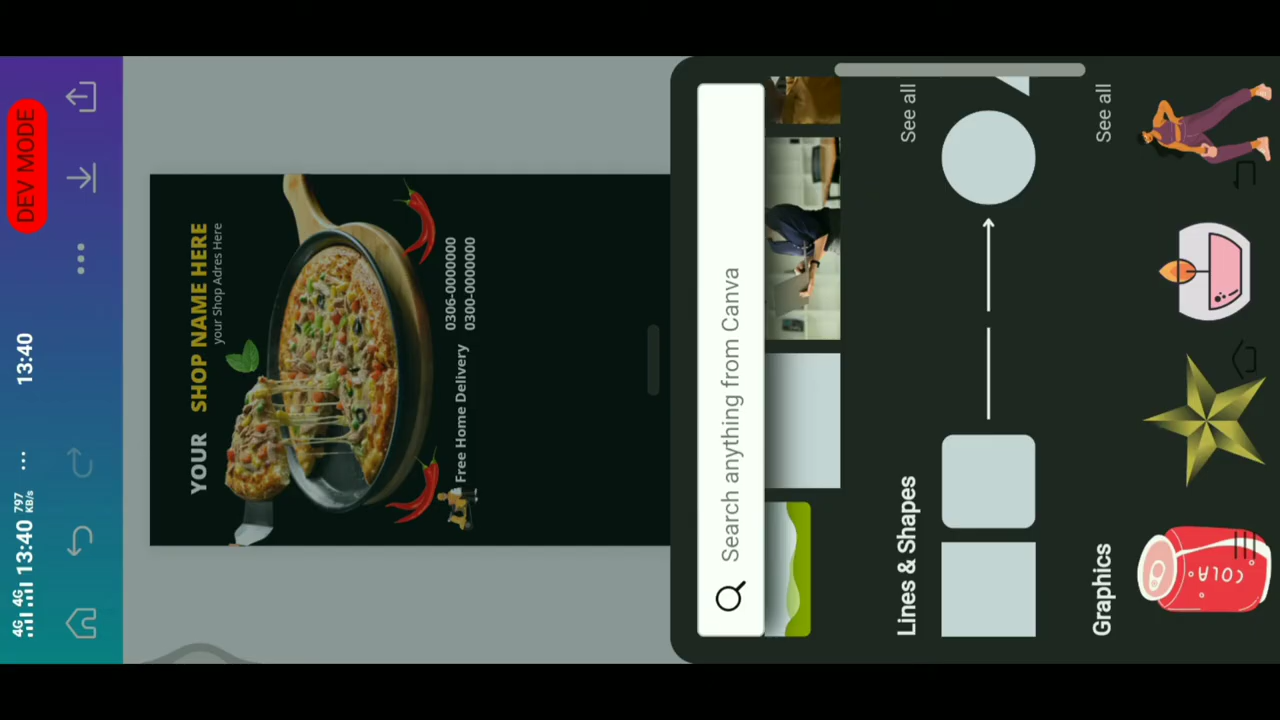 4G 4G 13:40 797 KB/s ... 13:40
DEV MODE
YOUR SHOP NAME HERE
your Shop Adres Here
Free Home Delivery
0306-0000000
0300-0000000
Search anything from Canva
Lines & Shapes
See all
Graphics
See all
COLA